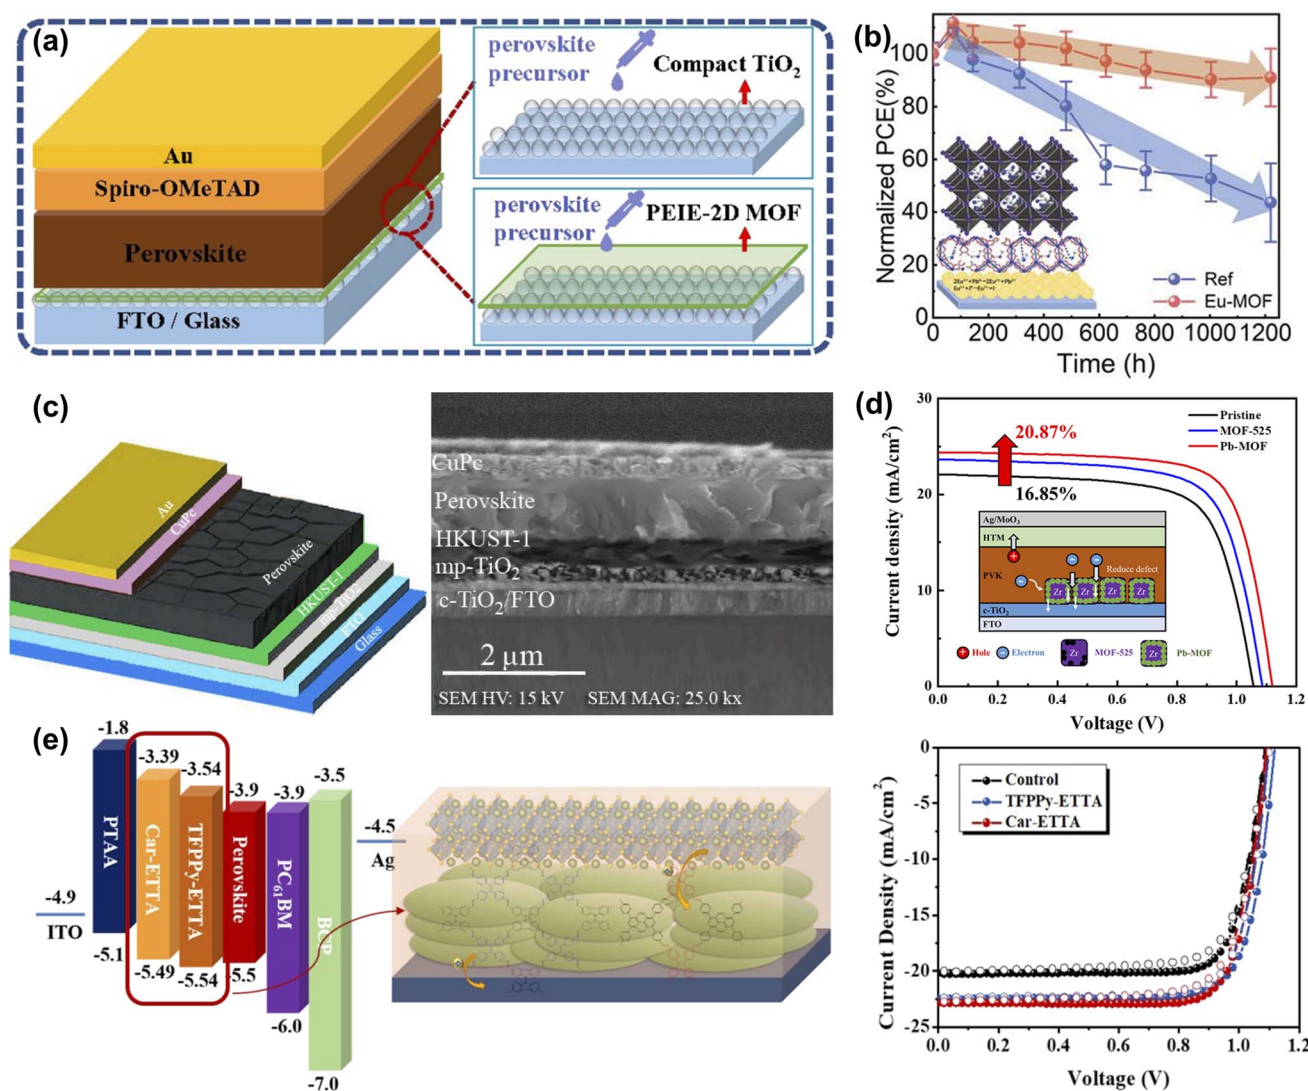 (a)
Au
Spiro-OMeTAD
Perovskite
FTO / Glass
perovskite
precursor
Compact TiO₂
perovskite
precursor
PEIE-2D MOF
(b)
Normalized PCE(%)
100
80
60
40
20
0
0 200 400 600 800 1000 1200
Time (h)
Ref
Eu-MOF
(c)
Au
CuPc
Perovskite
HKUST-1
mp-TiO2
FTO
Glass
CuPc
Perovskite
HKUST-1
mp-TiO₂
c-TiO₂/FTO
2 µm
SEM HV: 15 kV SEM MAG: 25.0 kx
(d)
Current density (mA/cm²)
30
20
10
0
0.0 0.2 0.4 0.6 0.8 1.0 1.2
Voltage (V)
Pristine
MOF-525
Pb-MOF
20.87%
16.85%
Ag/MoO₃
HTM
PVK
Reduce defect
Zr Zr Zr Zr
c-TiO₂
FTO
Hole
Electron
Zr
MOF-525
Zr
Pb-MOF
(e)
-4.9
ITO
-1.8
PTAA
-5.1
-3.39
Car-ETTA
-5.49
-3.54
TFPPy-ETTA
-5.54
-3.9
Perovskite
-5.5
-3.9
PC₆₁BM
-6.0
-3.5
BCP
-7.0
-4.5
Ag
Current Density (mA/cm²)
0
-5
-10
-15
-20
-25
0.0 0.2 0.4 0.6 0.8 1.0 1.2
Voltage (V)
Control
TFPPy-ETTA
Car-ETTA